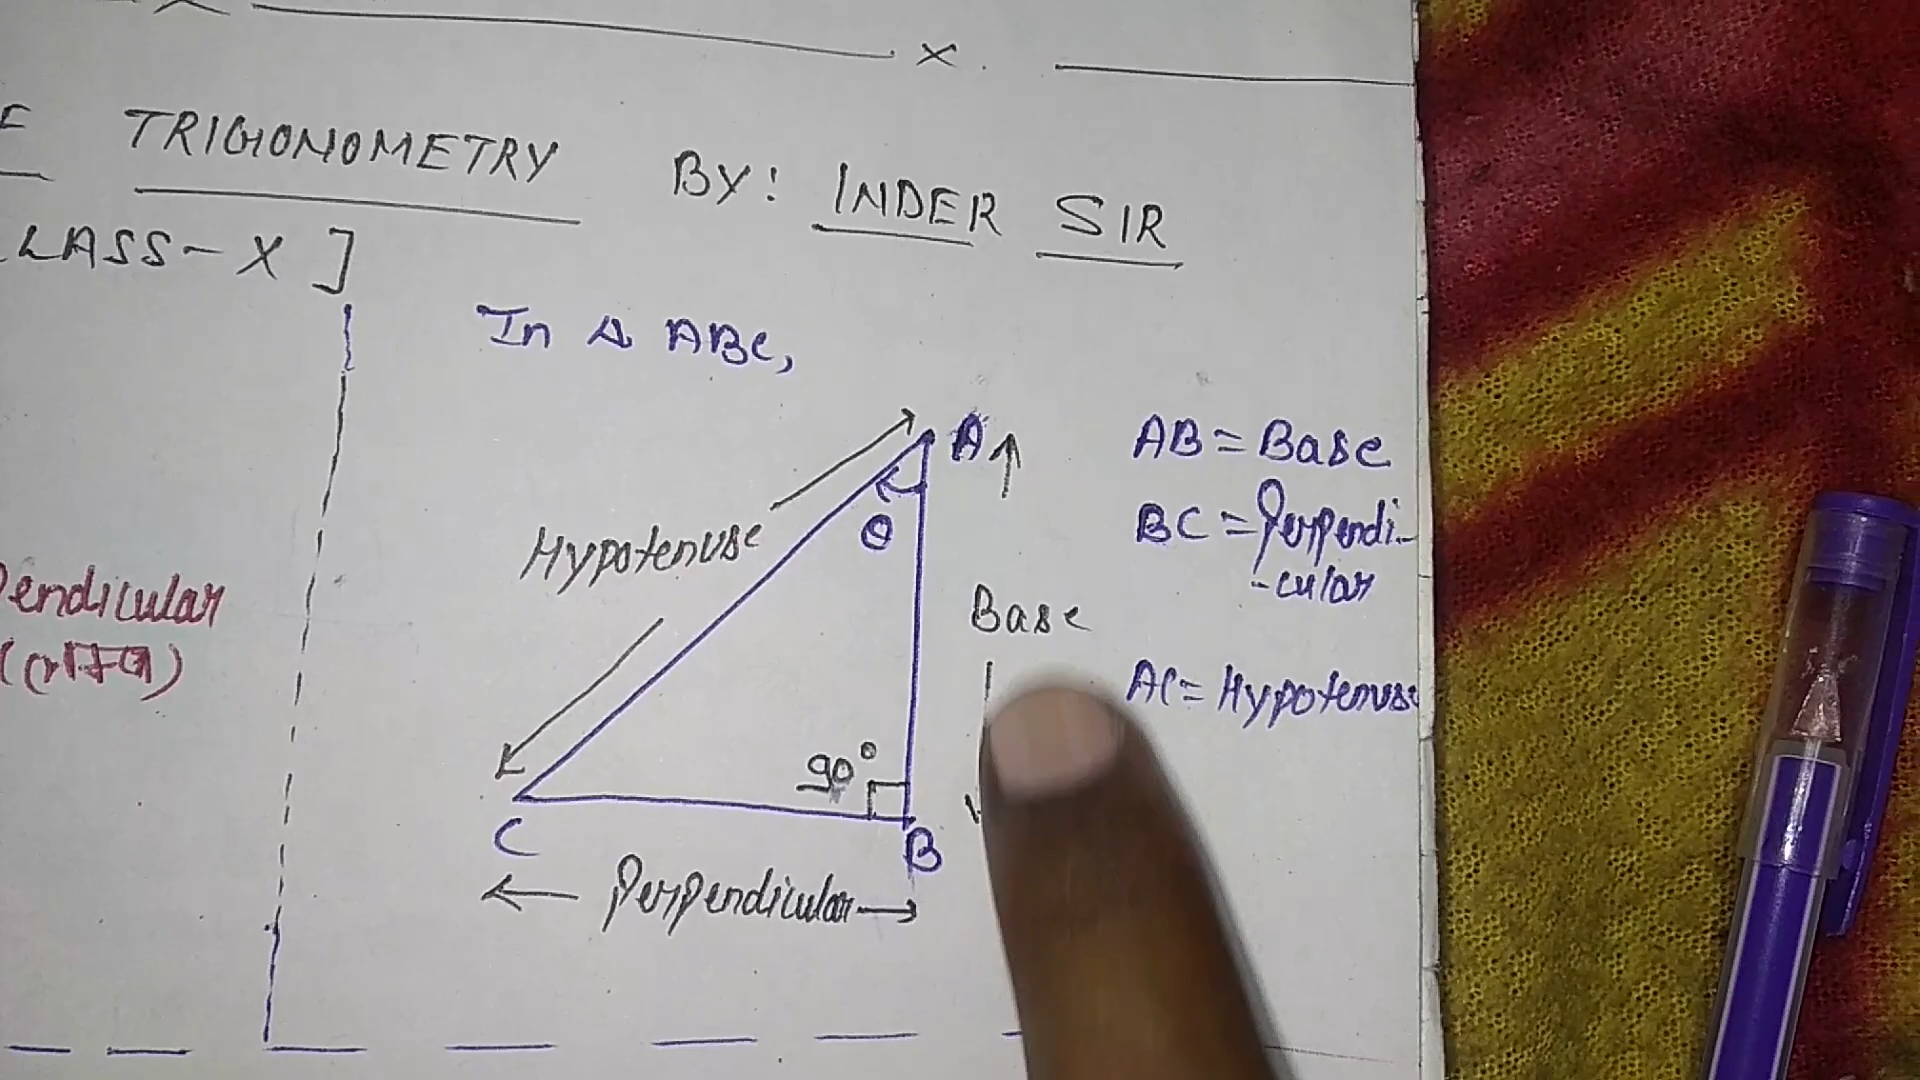 TRIGONOMETRY BY: INDER SIR
LASS-X]
In Δ ABC,
A
AB = Base
BC = Perpendi-
-cular
Hypotenuse
θ
endicular
Base
AC = Hypotenuse
90°
C
B
Perpendicular